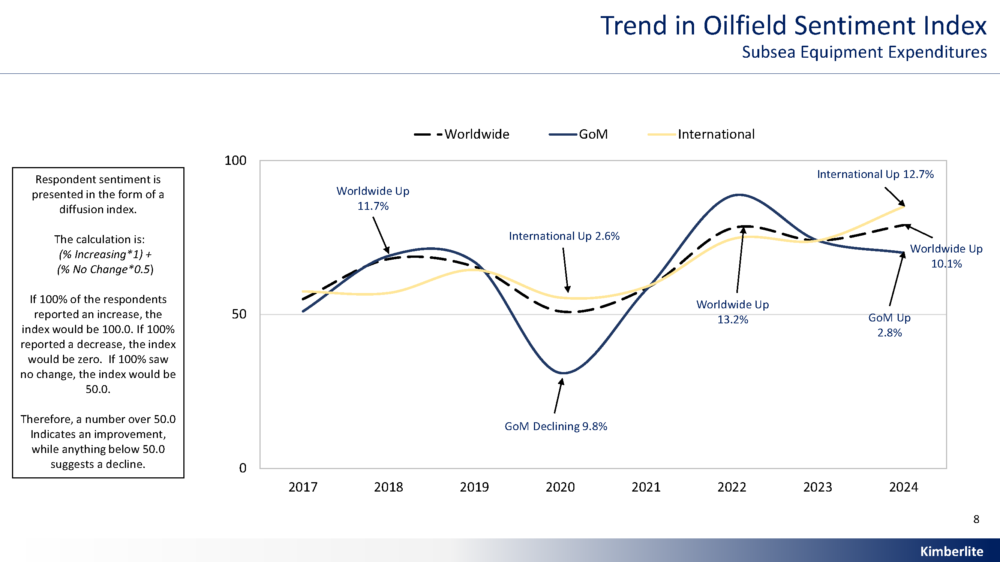 Trend in Oilfield Sentiment Index
Subsea Equipment Expenditures
Respondent sentiment is
presented in the form of a
diffusion index.
The calculation is:
(% Increasing*1) +
(% No Change*0.5)
If 100% of the respondents
reported an increase, the
index would be 100.0. If 100%
reported a decrease, the index
would be zero.  If 100% saw
no change, the index would be
50.0.
Therefore, a number over 50.0
Indicates an improvement,
while anything below 50.0
suggests a decline.
Worldwide
GoM
International
100
50
0
Worldwide Up
11.7%
International Up 2.6%
GoM Declining 9.8%
Worldwide Up
13.2%
International Up 12.7%
Worldwide Up
10.1%
GoM Up
2.8%
2017
2018
2019
2020
2021
2022
2023
2024
8
Kimberlite